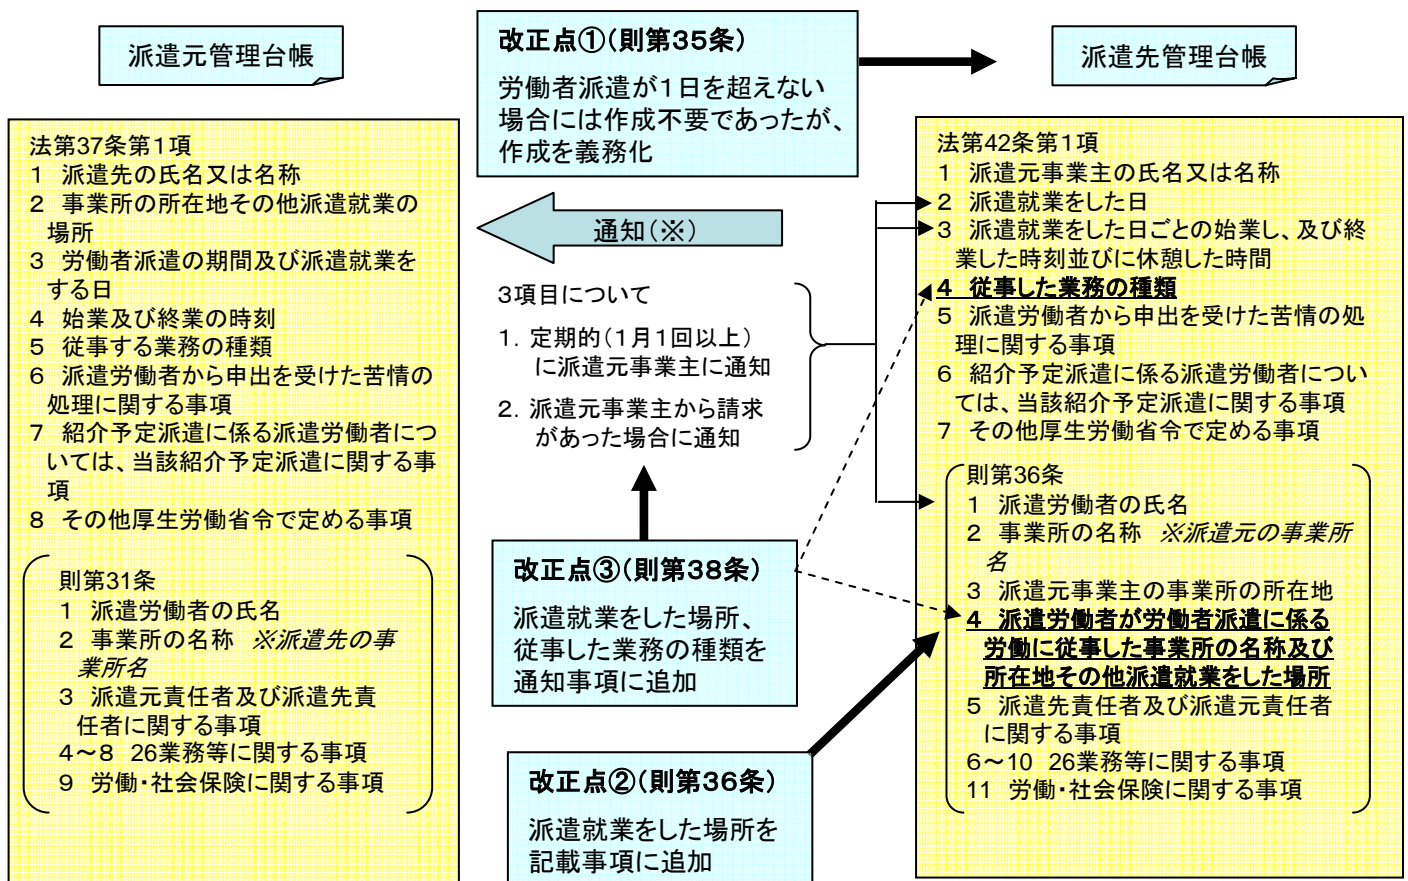 派遣元管理台帳
法第37条第1項
1 派遣先の氏名又は名称
2 事業所の所在地その他派遣就業の
場所
3 労働者派遣の期間及び派遣就業を
する日
4 始業及び終業の時刻
5 従事する業務の種類
6 派遣労働者から申出を受けた苦情の
処理に関する事項
7 紹介予定派遣に係る派遣労働者につ
いては、当該紹介予定派遣に関する事
項
8 その他厚生労働省令で定める事項
則第31条
1 派遣労働者の氏名
2 事業所の名称 ※派遣先の事
業所名
3 派遣元責任者及び派遣先責
任者に関する事項
4～8 26業務等に関する事項
9 労働・社会保険に関する事項
改正点①(則第35条)
労働者派遣が1日を超えない
場合には作成不要であったが、
作成を義務化
通知(※)
3項目について
1. 定期的(1月1回以上)
に派遣元事業主に通知
2. 派遣元事業主から請求
があった場合に通知
改正点③(則第38条)
派遣就業をした場所、
従事した業務の種類を
通知事項に追加
改正点②(則第36条)
派遣就業をした場所を
記載事項に追加
派遣先管理台帳
法第42条第1項
1 派遣元事業主の氏名又は名称
2 派遣就業をした日
3 派遣就業をした日ごとの始業し、及び終
業した時刻並びに休憩した時間
4 従事した業務の種類
5 派遣労働者から申出を受けた苦情の処
理に関する事項
6 紹介予定派遣に係る派遣労働者につい
ては、当該紹介予定派遣に関する事項
7 その他厚生労働省令で定める事項
則第36条
1 派遣労働者の氏名
2 事業所の名称 ※派遣元の事業所
名
3 派遣元事業主の事業所の所在地
4 派遣労働者が労働者派遣に係る
労働に従事した事業所の名称及び
所在地その他派遣就業をした場所
5 派遣先責任者及び派遣元責任者
に関する事項
6～10 26業務等に関する事項
11 労働・社会保険に関する事項